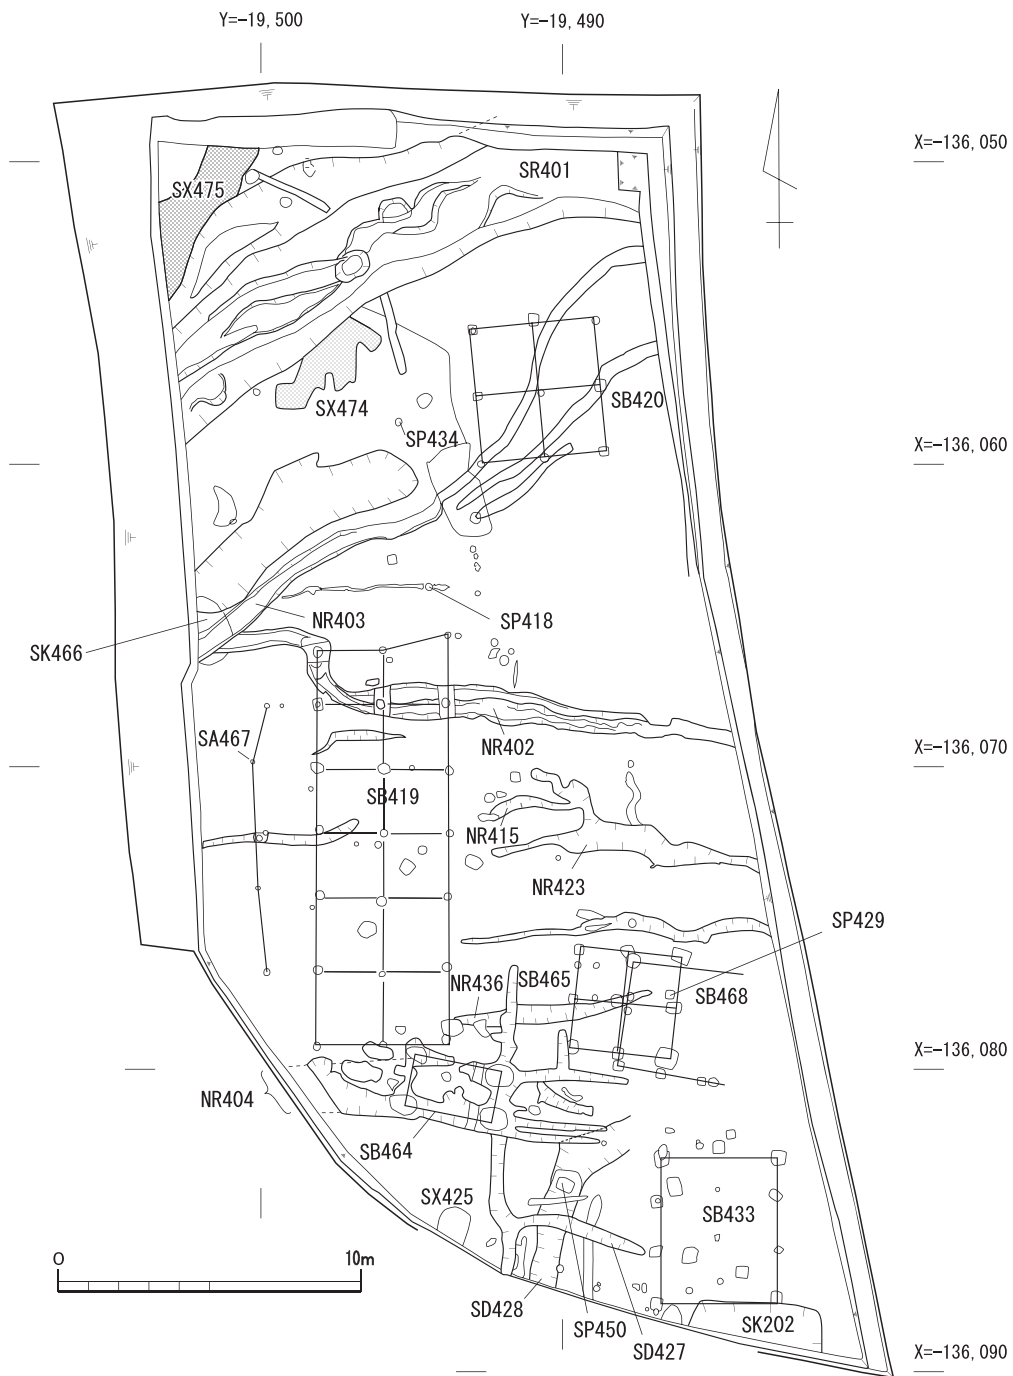 Y=-19, 500
Y=-19, 490
X=-136, 050
SR401
SX475
SB420
SX474
SP434
X=-136, 060
NR403
SP418
SK466
SA467
NR402
X=-136, 070
SB419
NR415
NR423
SP429
NR436
SB465
SB468
X=-136, 080
NR404
SB464
SX425
SB433
0
10m
SD428
SP450
SK202
SD427
X=-136, 090